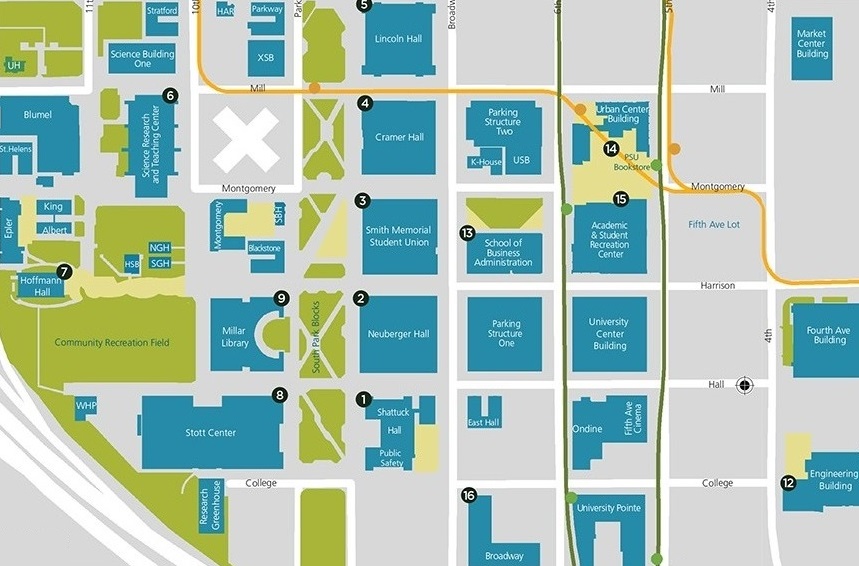 11th
10th
Park
Broadw
6th
5th
4th
Stratford
HAR
Parkway
5
Lincoln Hall
Market
Center
Building
UH
Science Building
One
XSB
Mill
Mill
6
4
Blumel
Science Research
and Teaching Center
Cramer Hall
Parking
Structure
Two
K-House
USB
Urban Center
Building
14
PSU
Bookstore
St.Helens
Montgomery
Montgomery
King
Albert
Epler
Montgomery
SBH
Blackstone
3
Smith Memorial
Student Union
13
School of
Business
Administration
15
Academic
& Student
Recreation
Center
Fifth Ave Lot
NGH
SGH
HSB
7
Hoffmann
Hall
Harrison
9
2
Millar
Library
South Park Blocks
Neuberger Hall
Parking
Structure
One
University
Center
Building
4th
Fourth Ave
Building
Community Recreation Field
Hall
8
1
WHP
Stott Center
Shattuck
Hall
Public
Safety
East Hall
Ondine
Fifth Ave
Cinema
College
College
12
Engineering
Building
Research
Greenhouse
16
Broadway
University Pointe